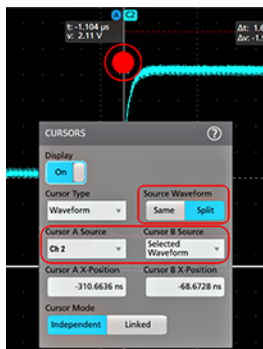 A C2
t: -1.104 µs
v: 2.11 V
Δt: 1.6
Δv: -1.
CURSORS ?
Display
On
Cursor Type
Source Waveform
Waveform
Same Split
Cursor A Source
Cursor B Source
Ch 2
Selected
Waveform
Cursor A X-Position
Cursor B X-Position
-310.6636 ns
-68.6728 ns
Cursor Mode
Independent Linked